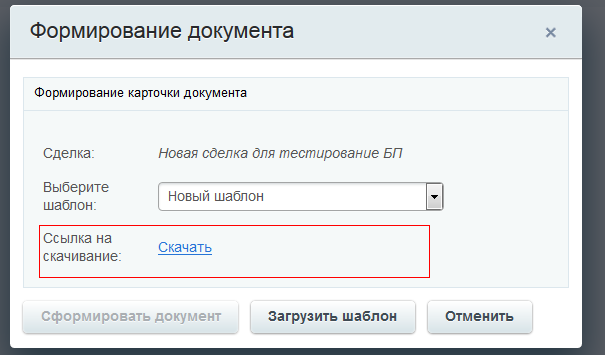 Формирование документа
Формирование карточки документа
Сделка: Новая сделка для тестирование БП
Выберите
шаблон: Новый шаблон
Ссылка на
скачивание: Скачать
Сформировать документ Загрузить шаблон Отменить